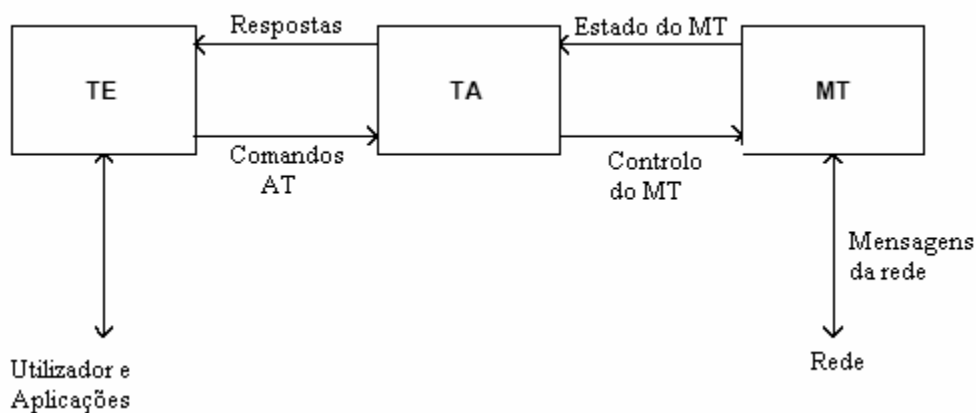 Respostas
Estado do MT
TE
TA
MT
Comandos
AT
Controlo
do MT
Mensagens
da rede
Utilizador e
Aplicações
Rede